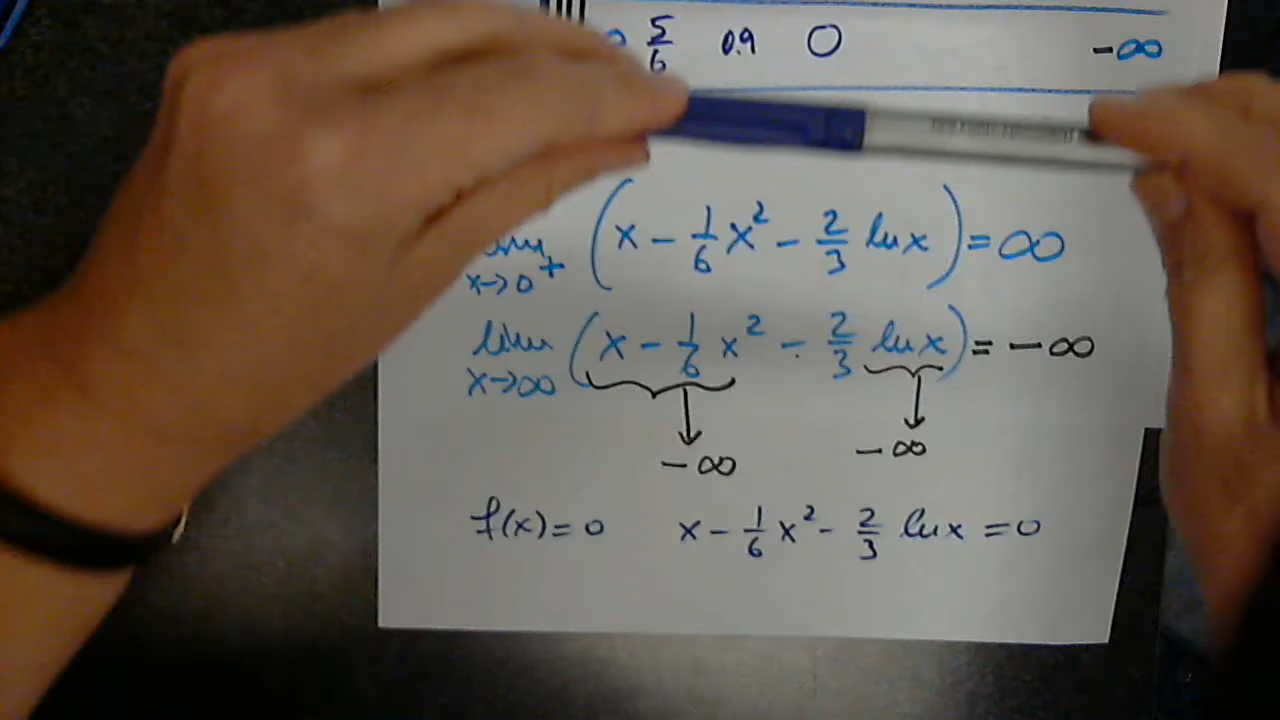 0 5/6 0.9 0 -∞
lim x→0⁺ (x - 1/6 x² - 2/3 ln x) = ∞
lim x→∞ (x - 1/6 x² - 2/3 ln x) = -∞
-∞ -∞
f(x) = 0 x - 1/6 x² - 2/3 ln x = 0